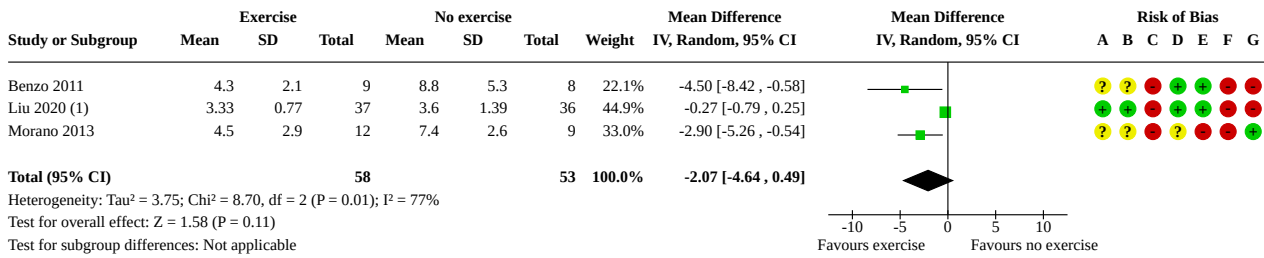 Exercise No exercise Mean Difference Mean Difference Risk of Bias
Study or Subgroup Mean SD Total Mean SD Total Weight IV, Random, 95% CI IV, Random, 95% CI A B C D E F G
Benzo 2011 4.3 2.1 9 8.8 5.3 8 22.1% -4.50 [-8.42 , -0.58] ? ? - + + - -
Liu 2020 (1) 3.33 0.77 37 3.6 1.39 36 44.9% -0.27 [-0.79 , 0.25] + + - + + - -
Morano 2013 4.5 2.9 12 7.4 2.6 9 33.0% -2.90 [-5.26 , -0.54] ? ? - ? - - +
Total (95% CI) 58 53 100.0% -2.07 [-4.64 , 0.49]
Heterogeneity: Tau² = 3.75; Chi² = 8.70, df = 2 (P = 0.01); I² = 77%
Test for overall effect: Z = 1.58 (P = 0.11)
Test for subgroup differences: Not applicable
-10 -5 0 5 10
Favours exercise Favours no exercise